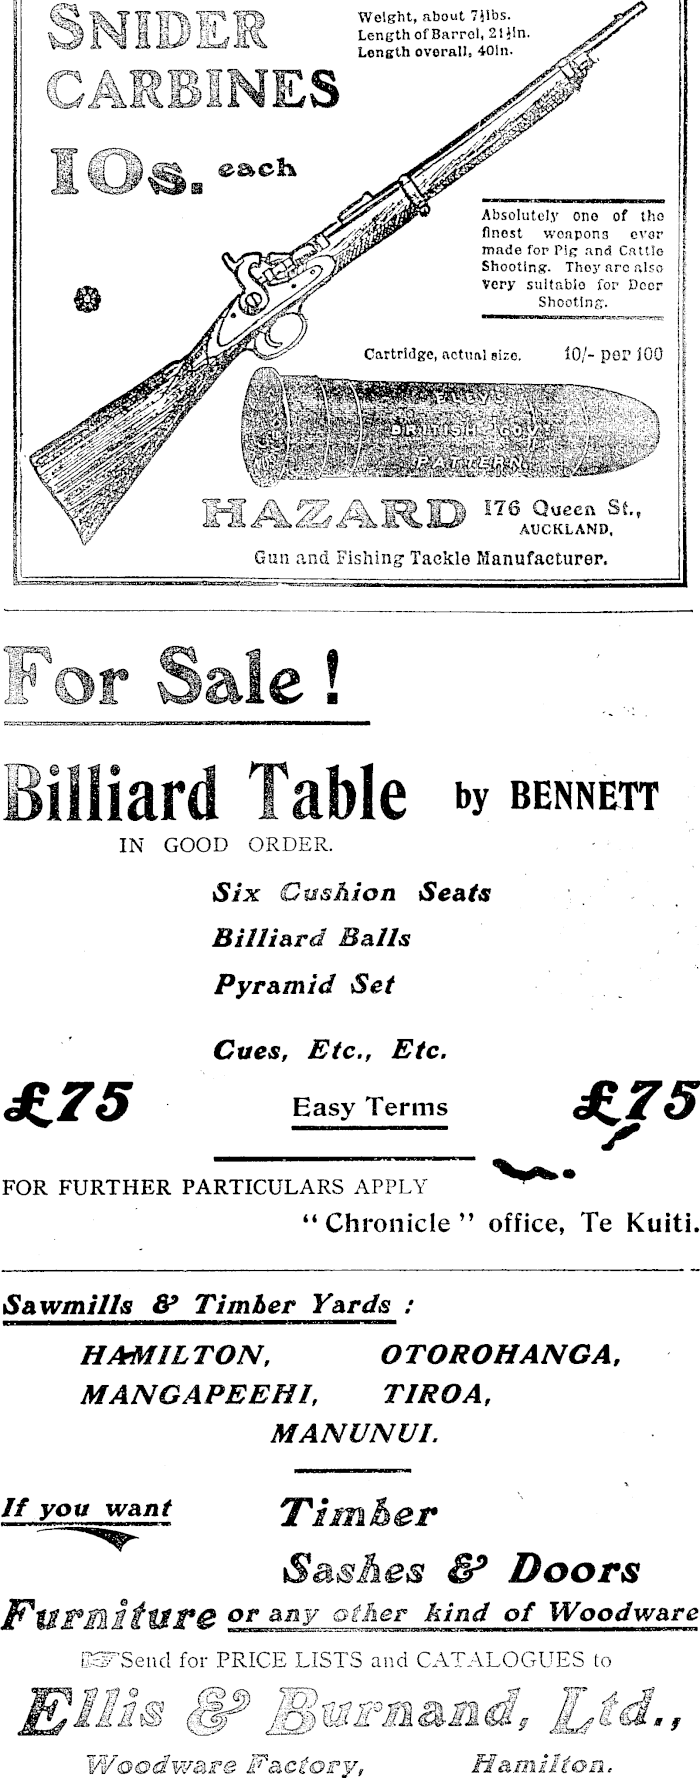 SNIDER
CARBINES
10s. each
Weight, about 7½lbs.
Length of Barrel, 21½in.
Length overall, 40in.
Absolutely one of the
finest weapons ever
made for Pig and Cattle
Shooting. They are also
very suitable for Deer
Shooting.
Cartridge, actual size. 10/- per 100
ELEY'S
BRITISH GOV.
PATTERN
HAZARD 176 Queen St.,
AUCKLAND,
Gun and Fishing Tackle Manufacturer.
For Sale!
Billiard Table by BENNETT
IN GOOD ORDER.
Six Cushion Seats
Billiard Balls
Pyramid Set
Cues, Etc., Etc.
£75 Easy Terms £75
FOR FURTHER PARTICULARS APPLY
"Chronicle" office, Te Kuiti.
Sawmills & Timber Yards:
HAMILTON, OTOROHANGA,
MANGAPEEHI, TIROA,
MANUNUI.
If you want Timber
Sashes & Doors
Furniture or any other kind of Woodware
Send for PRICE LISTS and CATALOGUES to
Ellis & Burnand, Ltd.,
Woodware Factory, Hamilton.